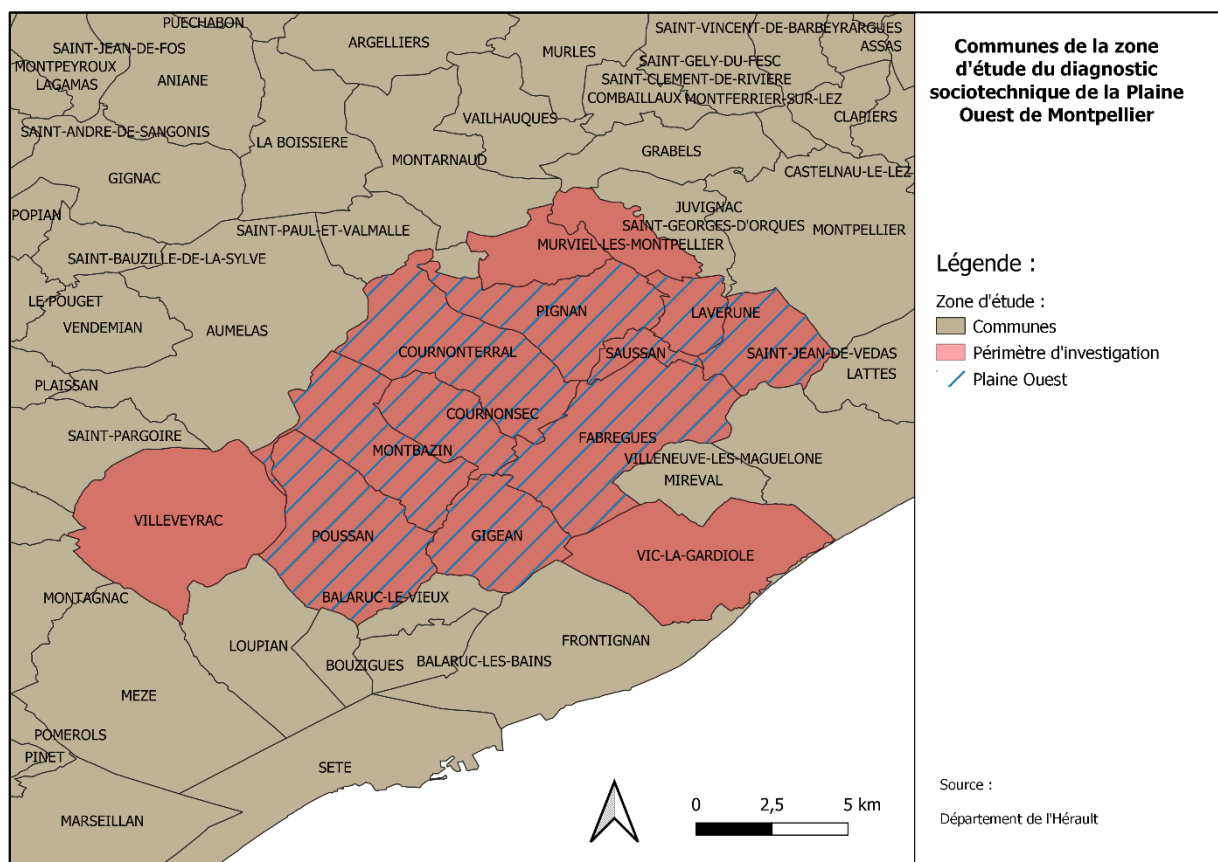 PUECHABON
SAINT-VINCENT-DE-BARBEYRARGUES
ARGELLIERS
SAINT-JEAN-DE-FOS
MURLES
ASSAS
MONTPEYROUX
ANIANE
SAINT-GELY-DU-FESC
LAGAMAS
SAINT-CLEMENT-DE-RIVIERE
COMBAILLAUX
MONTFERRIER-SUR-LEZ
VAILHAUQUES
CLAPIERS
SAINT-ANDRE-DE-SANGONIS
LA BOISSIERE
GRABELS
MONTARNAUD
CASTELNAU-LE-LEZ
GIGNAC
JUVIGNAC
POPIAN
SAINT-GEORGES-D'ORQUES
SAINT-PAUL-ET-VALMALLE
MONTPELLIER
MURVIEL-LES-MONTPELLIER
SAINT-BAUZILLE-DE-LA-SYLVE
LE POUGET
PIGNAN
LAVERUNE
VENDEMIAN
AUMELAS
COURNONTERRAL
SAUSSAN
SAINT-JEAN-DE-VEDAS
LATTES
PLAISSAN
COURNONSEC
SAINT-PARGOIRE
FABREGUES
MONTBAZIN
VILLENEUVE-LES-MAGUELONE
MIREVAL
VILLEVEYRAC
POUSSAN
GIGEAN
VIC-LA-GARDIOLE
MONTAGNAC
BALARUC-LE-VIEUX
LOUPIAN
FRONTIGNAN
BOUZIGUES
BALARUC-LES-BAINS
MEZE
POMEROLS
PINET
SETE
MARSEILLAN
0 2,5 5 km
Communes de la zone
d'étude du diagnostic
sociotechnique de la Plaine
Ouest de Montpellier
Légende :
Zone d'étude :
Communes
Périmètre d'investigation
Plaine Ouest
Source :
Département de l'Hérault